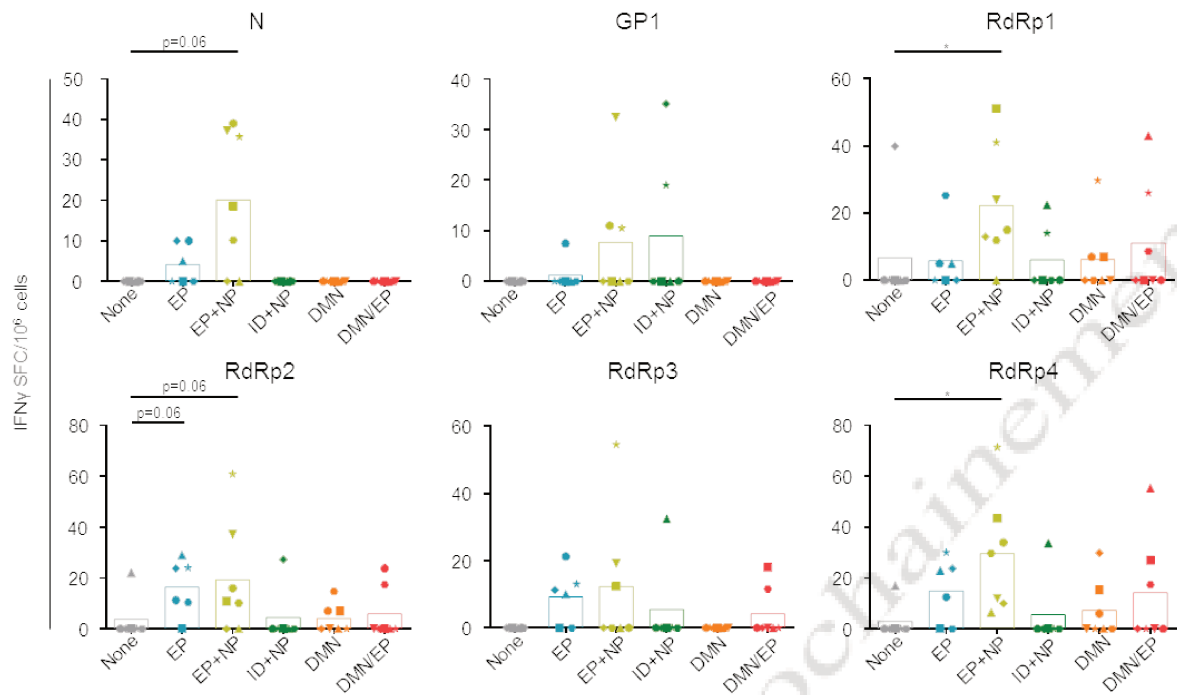 N
p=0.06
50
40
30
20
10
0
None
EP
EP+NP
ID+NP
DMN
DMN/EP
GP1
40
30
20
10
0
None
EP
EP+NP
ID+NP
DMN
DMN/EP
RdRp1
*
60
40
20
0
None
EP
EP+NP
ID+NP
DMN
DMN/EP
IFNγ SFC/10⁶ cells
RdRp2
p=0.06
p=0.06
80
60
40
20
0
None
EP
EP+NP
ID+NP
DMN
DMN/EP
RdRp3
60
40
20
0
None
EP
EP+NP
ID+NP
DMN
DMN/EP
RdRp4
*
80
60
40
20
0
None
EP
EP+NP
ID+NP
DMN
DMN/EP